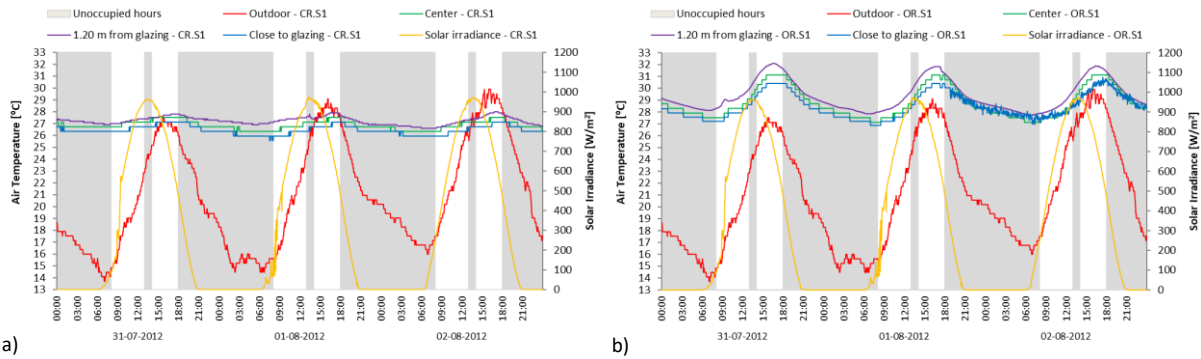 Unoccupied hours
Outdoor - CR.S1
Center - CR.S1
1.20 m from glazing - CR.S1
Close to glazing - CR.S1
Solar irradiance - CR.S1
33 1200
32
31 1100
30 1000
29 900
28
27 800
26 700
25
24 600
23
22 500
21 400
20
19 300
18
17 200
16
15 100
14
13 0
Air Temperature [ºC]
Solar Irradiance [W/m²]
00:00 03:00 06:00 09:00 12:00 15:00 18:00 21:00 00:00 03:00 06:00 09:00 12:00 15:00 18:00 21:00 00:00 03:00 06:00 09:00 12:00 15:00 18:00 21:00
31-07-2012 01-08-2012 02-08-2012
a)
Unoccupied hours
Outdoor - OR.S1
Center - OR.S1
1.20 m from glazing - OR.S1
Close to glazing - OR.S1
Solar irradiance - OR.S1
33 1200
32
31 1100
30 1000
29 900
28
27 800
26 700
25
24 600
23
22 500
21 400
20
19 300
18
17 200
16
15 100
14
13 0
Air Temperature [ºC]
Solar Irradiance [W/m²]
00:00 03:00 06:00 09:00 12:00 15:00 18:00 21:00 00:00 03:00 06:00 09:00 12:00 15:00 18:00 21:00 00:00 03:00 06:00 09:00 12:00 15:00 18:00 21:00
31-07-2012 01-08-2012 02-08-2012
b)